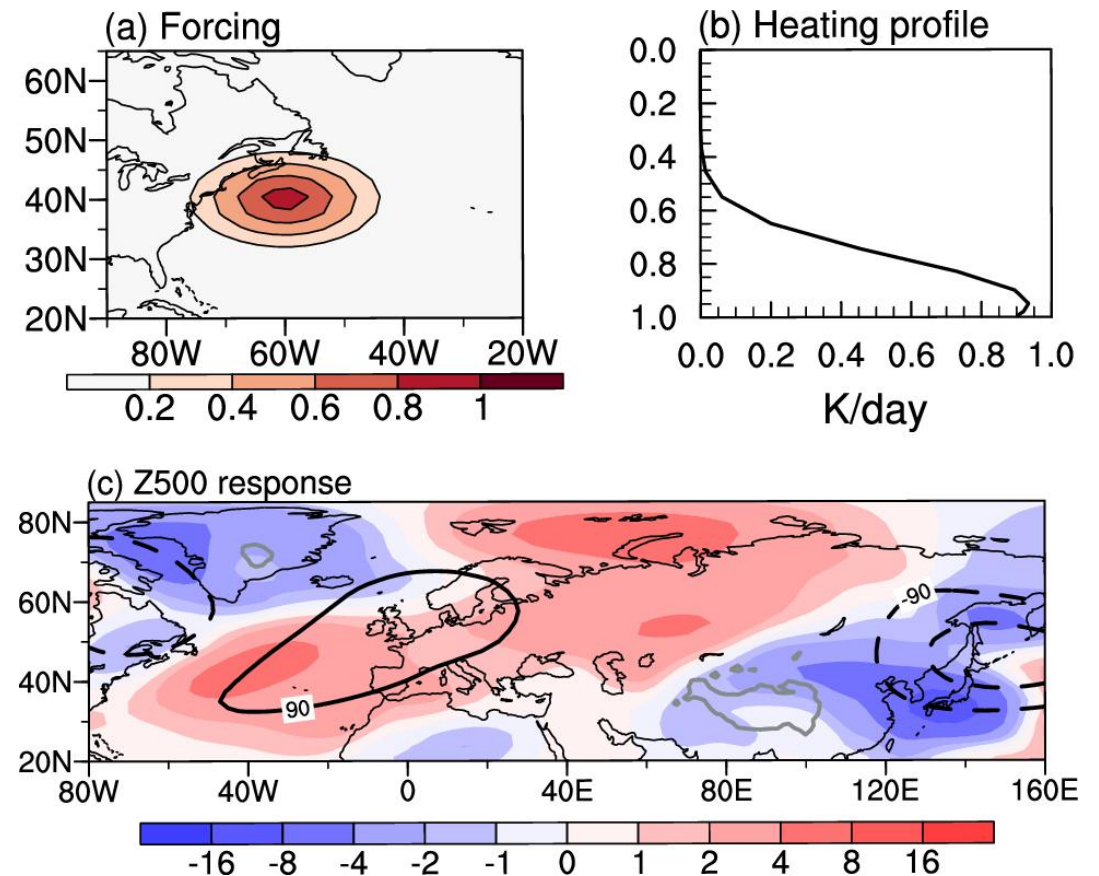 (a) Forcing
60N
50N
40N
30N
20N
80W 60W 40W 20W
0.2 0.4 0.6 0.8 1
(b) Heating profile
0.0
0.2
0.4
0.6
0.8
1.0
0.0 0.2 0.4 0.6 0.8 1.0
K/day
(c) Z500 response
80N
60N
40N
20N
-90
90
80W 40W 0 40E 80E 120E 160E
-16 -8 -4 -2 -1 0 1 2 4 8 16